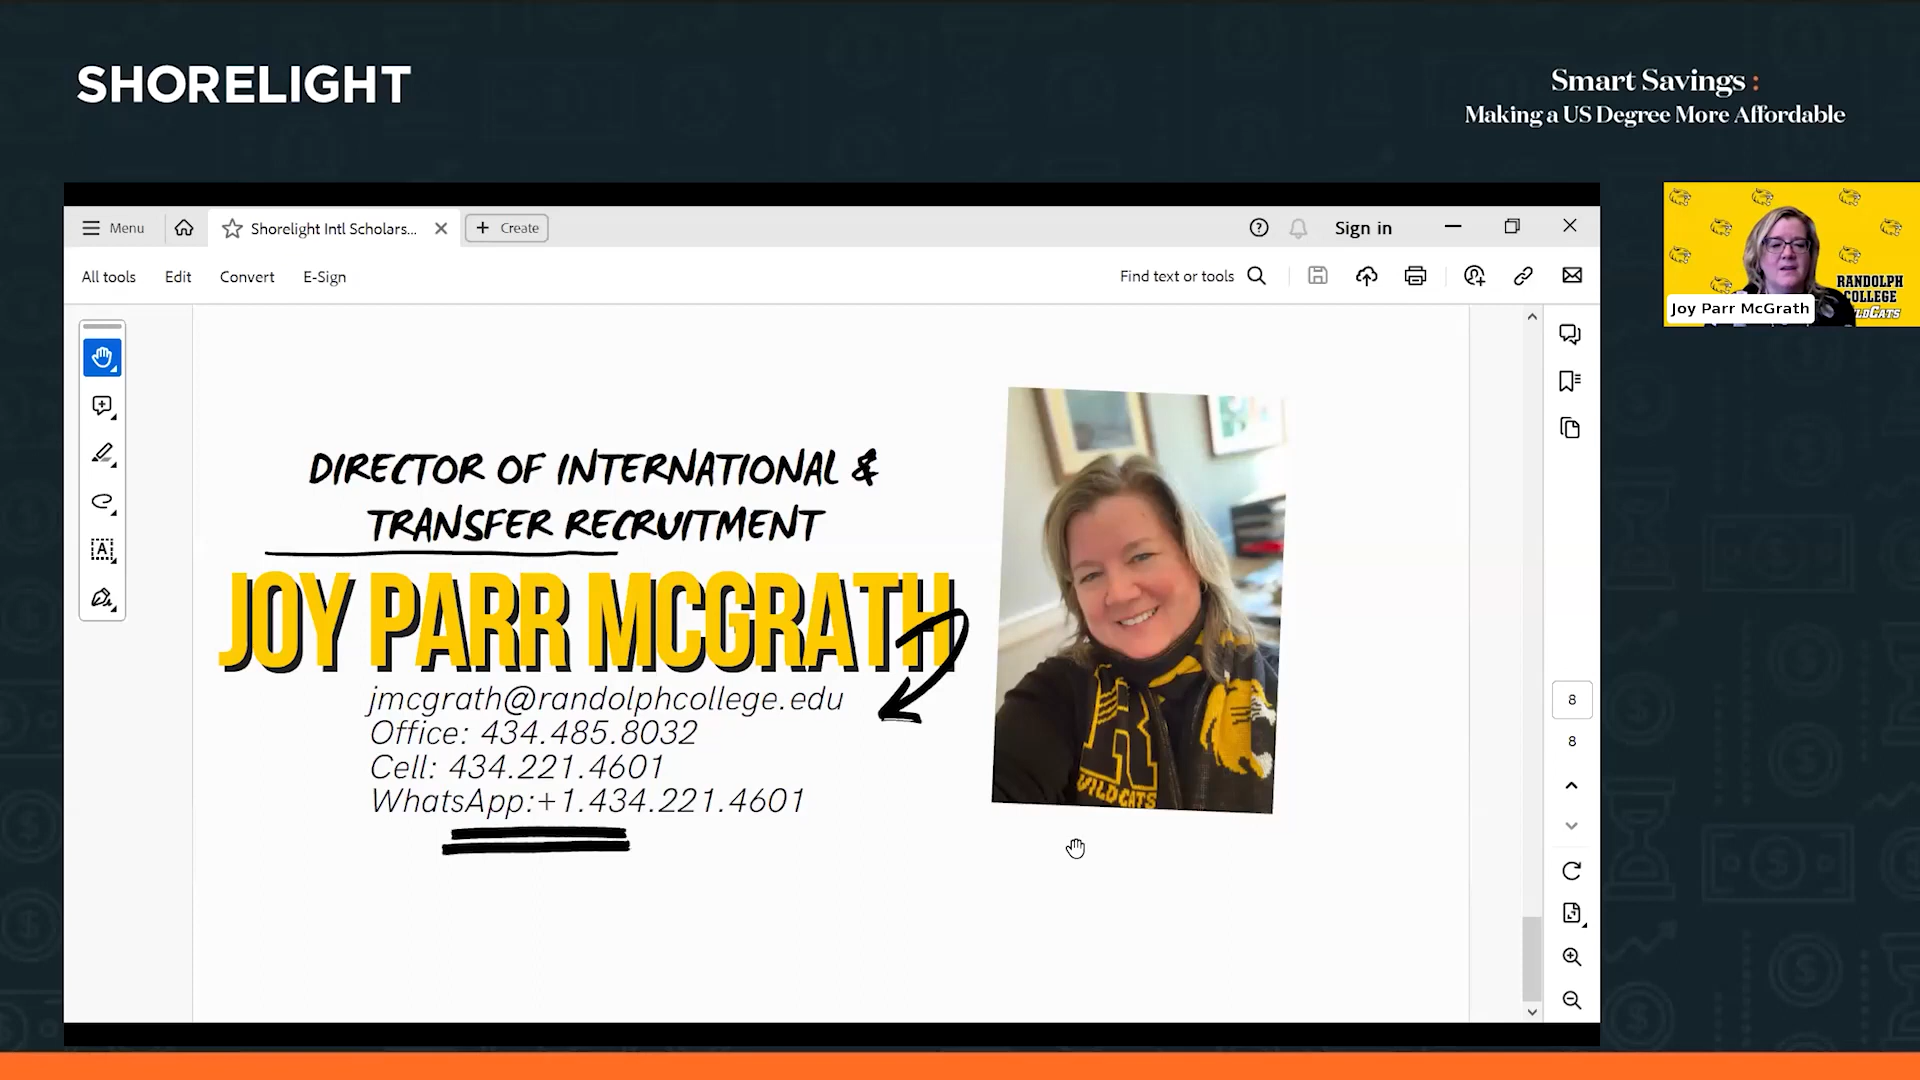 SHORELIGHT
Smart Savings :
Making a US Degree More Affordable
Menu
Shorelight Intl Scholars...
Create
Sign in
All tools
Edit
Convert
E-Sign
Find text or tools
DIRECTOR OF INTERNATIONAL &
TRANSFER RECRUITMENT
JOY PARR MCGRATH
jmcgrath@randolphcollege.edu
Office: 434.485.8032
Cell: 434.221.4601
WhatsApp:+1.434.221.4601
R
WILDCATS
8
8
RANDOLPH
COLLEGE
Joy Parr McGrath